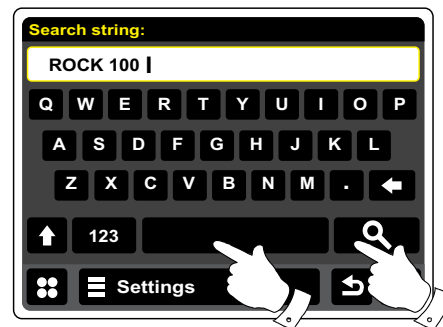 Search string:
ROCK 100
Q W E R T Y U I O P
A S D F G H J K L
Z X C V B N M .
123
Settings